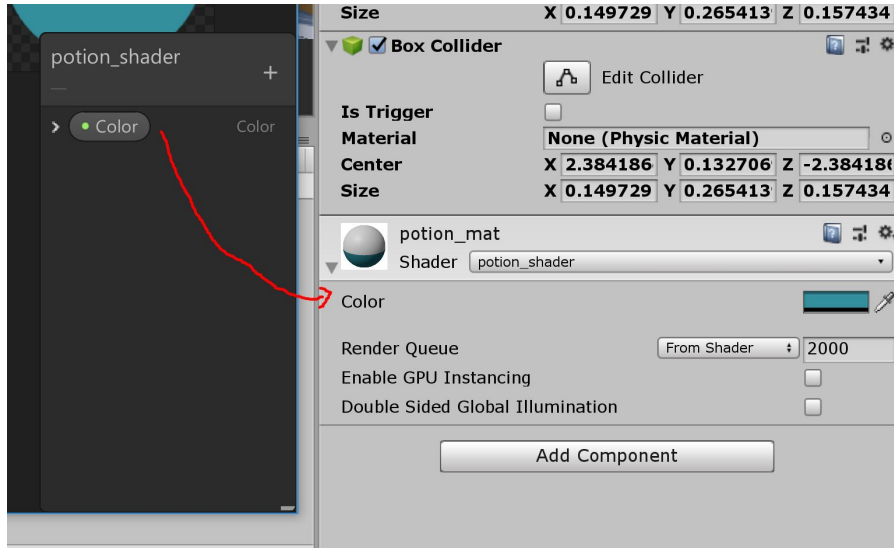 Size X 0.149729 Y 0.265413 Z 0.157434
Box Collider
Edit Collider
Is Trigger
Material None (Physic Material)
Center X 2.384186 Y 0.132706 Z -2.384186
Size X 0.149729 Y 0.265413 Z 0.157434
potion_mat
Shader potion_shader
Color
Render Queue From Shader 2000
Enable GPU Instancing
Double Sided Global Illumination
Add Component
potion_shader
+
Color Color